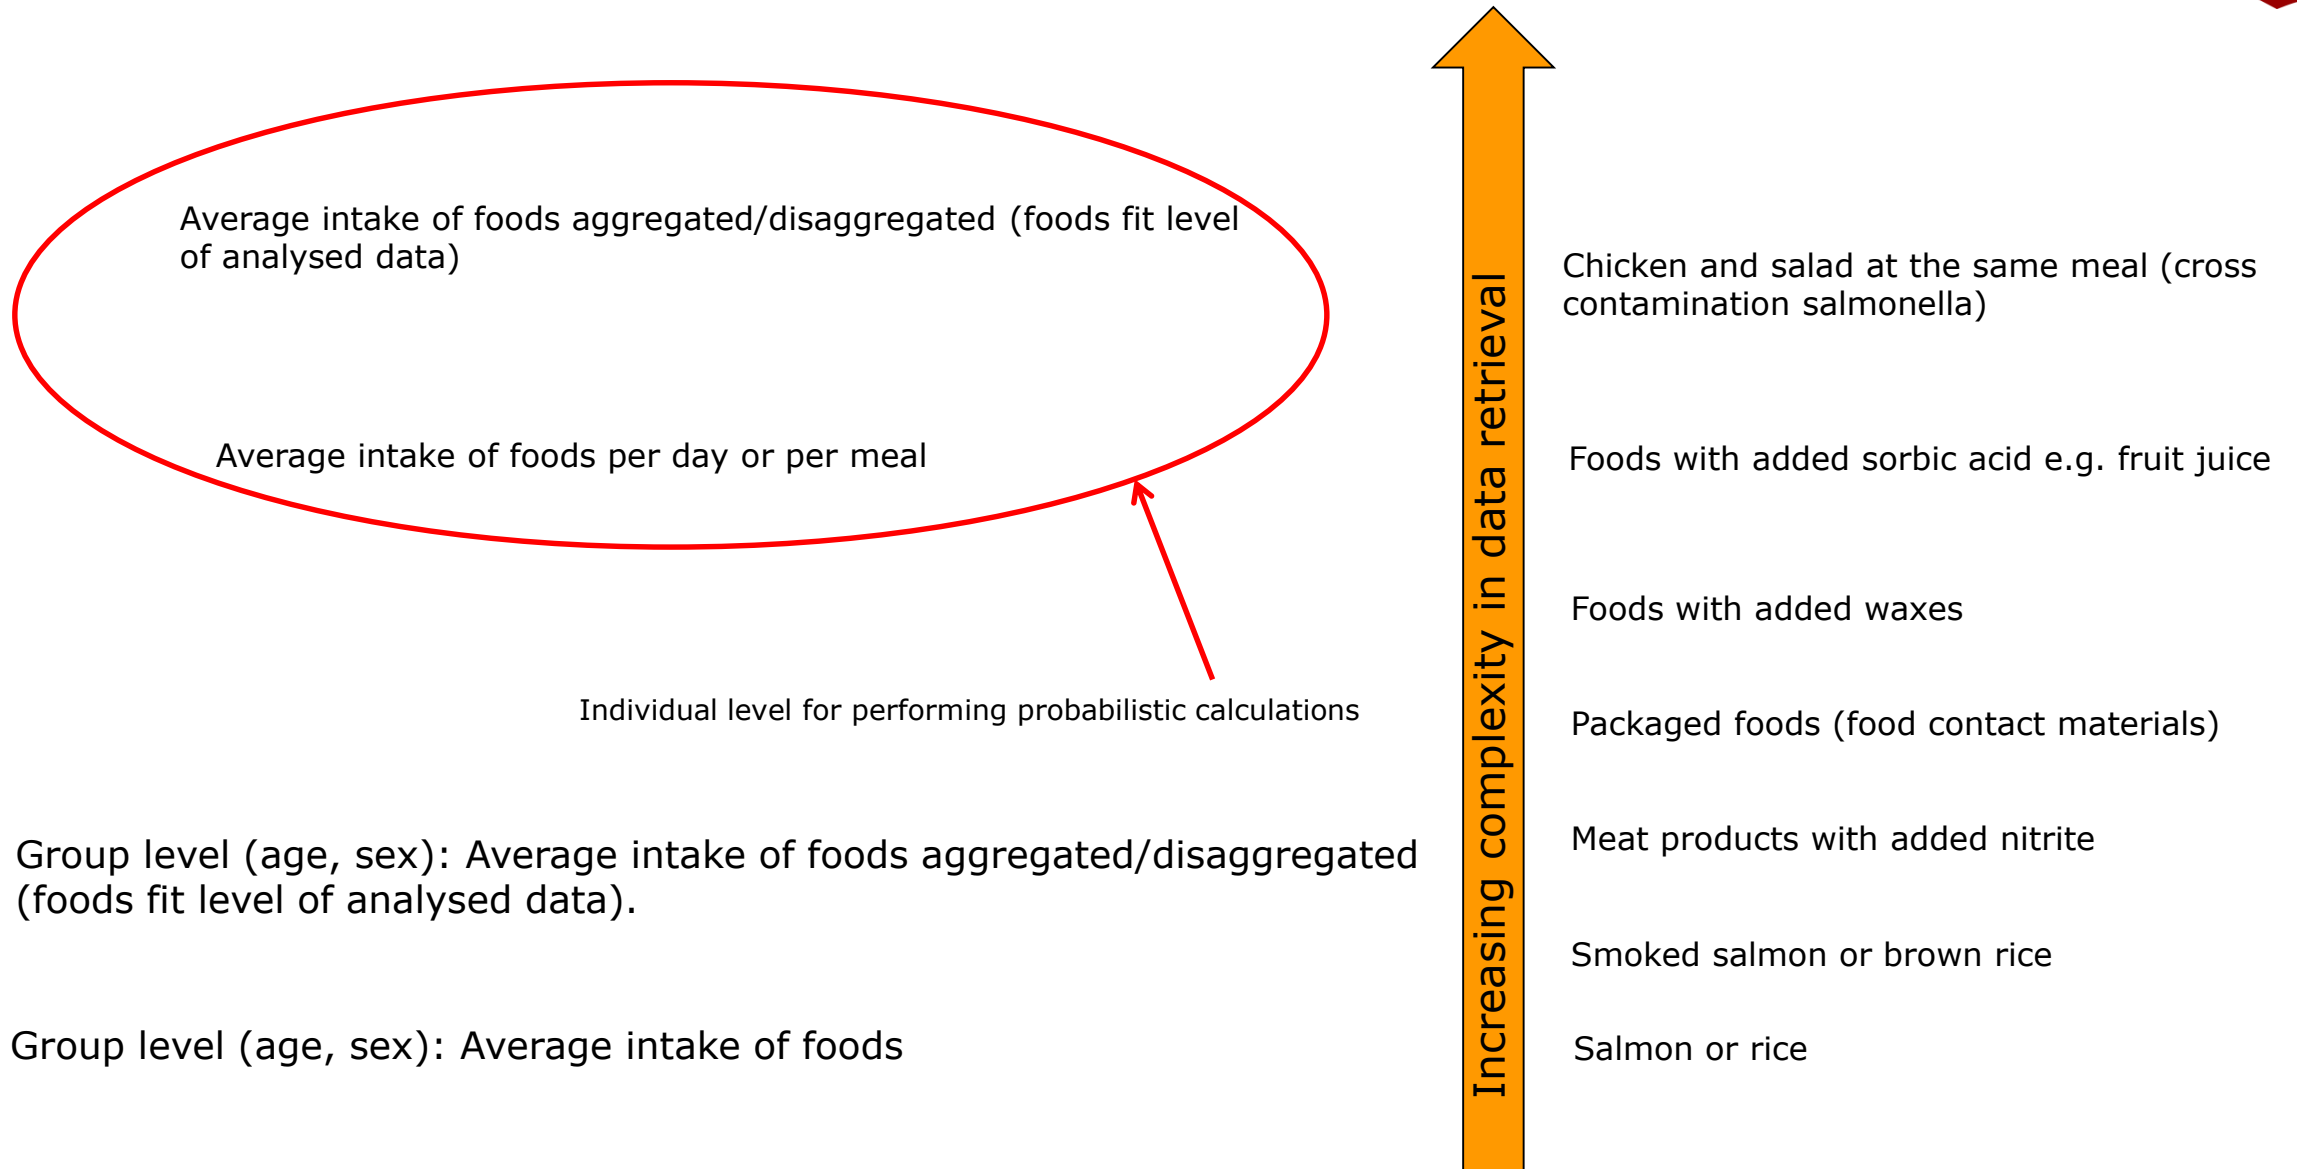 Average intake of foods aggregated/disaggregated (foods fit level
of analysed data)
Average intake of foods per day or per meal
Individual level for performing probabilistic calculations
Group level (age, sex): Average intake of foods aggregated/disaggregated
(foods fit level of analysed data).
Group level (age, sex): Average intake of foods
Increasing complexity in data retrieval
Chicken and salad at the same meal (cross
contamination salmonella)
Foods with added sorbic acid e.g. fruit juice
Foods with added waxes
Packaged foods (food contact materials)
Meat products with added nitrite
Smoked salmon or brown rice
Salmon or rice